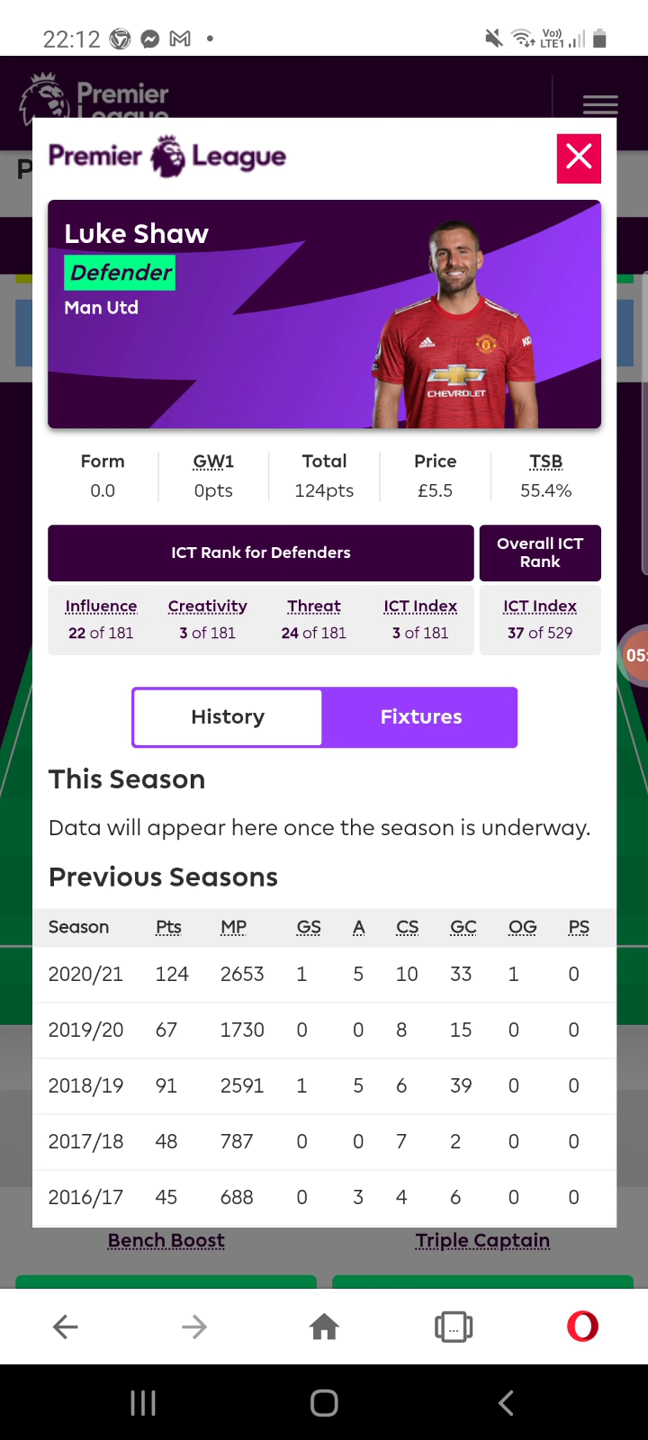 22:12
Vo))
LTE1
Premier
League
P
Premier League
Luke Shaw
Defender
Man Utd
CHEVROLET
Form GW1 Total Price TSB
0.0 0pts 124pts £5.5 55.4%
ICT Rank for Defenders
Overall ICT
Rank
Influence Creativity Threat ICT Index ICT Index
22 of 181 3 of 181 24 of 181 3 of 181 37 of 529
05:
History Fixtures
This Season
Data will appear here once the season is underway.
Previous Seasons
Season Pts MP GS A CS GC OG PS
2020/21 124 2653 1 5 10 33 1 0
2019/20 67 1730 0 0 8 15 0 0
2018/19 91 2591 1 5 6 39 0 0
2017/18 48 787 0 0 7 2 0 0
2016/17 45 688 0 3 4 6 0 0
Bench Boost Triple Captain